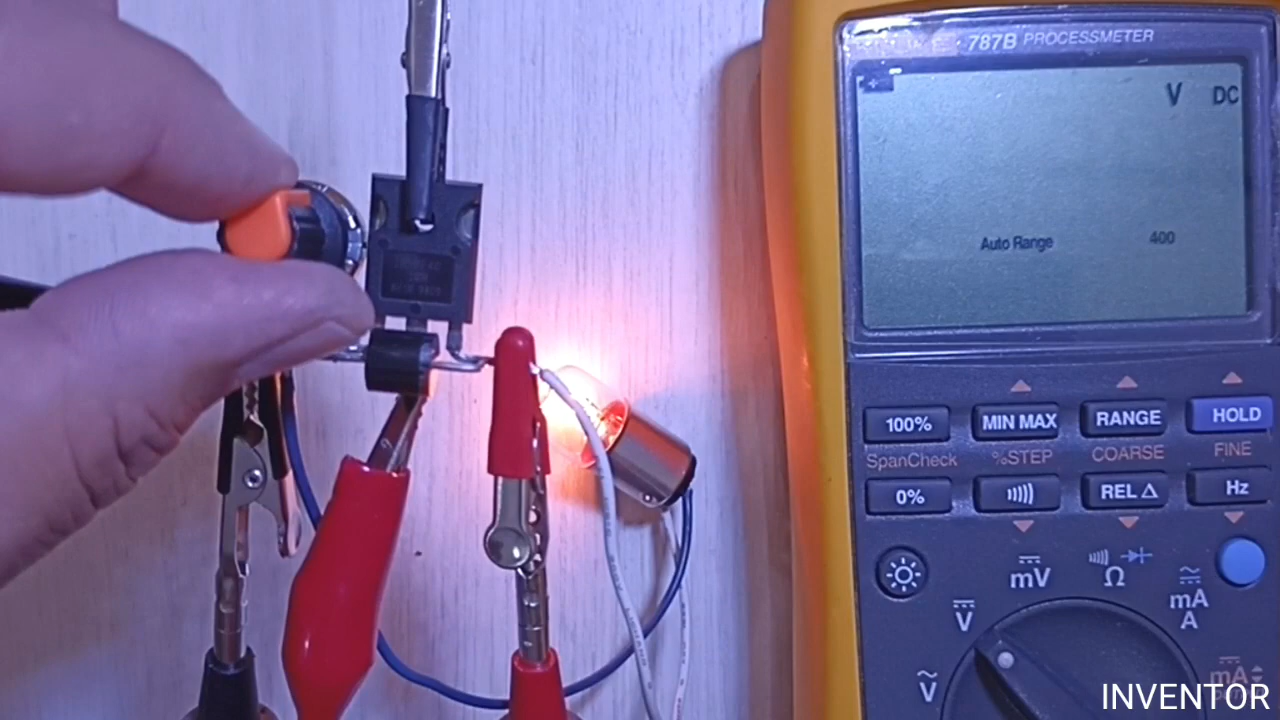 787B PROCESSMETER
V DC
Auto Range 400
100% MIN MAX RANGE HOLD
SpanCheck %STEP COARSE FINE
0% REL Δ Hz
mV Ω mA
A
V
V
mA
INVENTOR